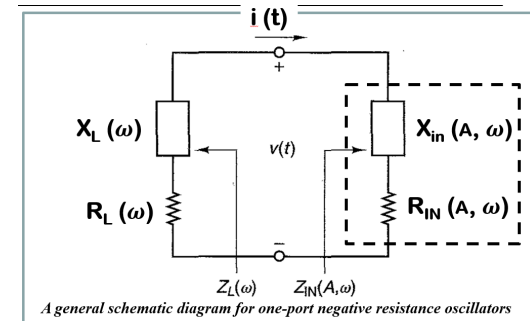 i (t)
+
X_L (ω)
v(t)
X_in (A, ω)
R_L (ω)
R_IN (A, ω)
−
Z_L(ω)
Z_IN(A,ω)
A general schematic diagram for one-port negative resistance oscillators